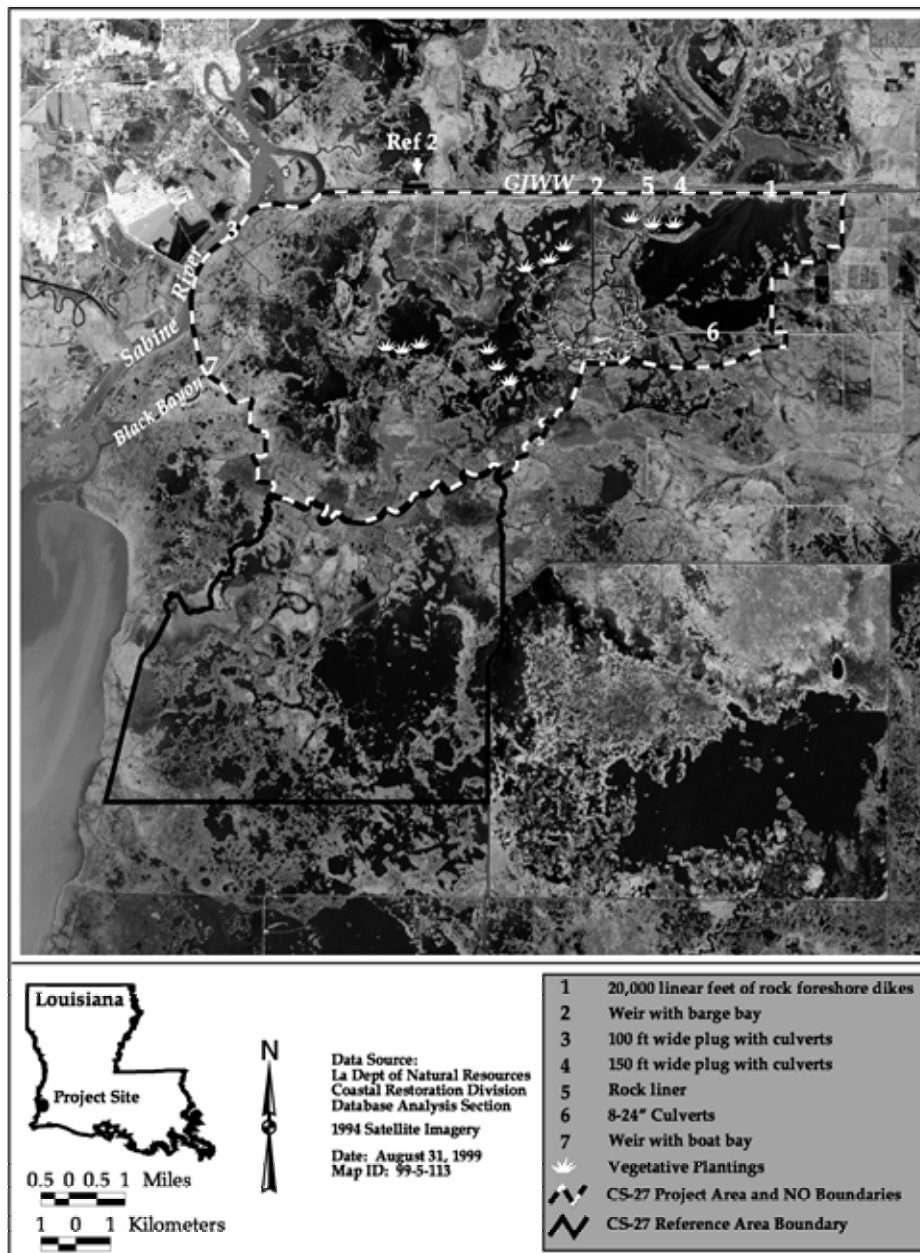 Ref 2
GIWW
2
5
4
1
3
Sabine River
6
7
Black Bayou
Louisiana
Project Site
0.5 0 0.5 1 Miles
1 0 1 Kilometers
N
Data Source:
La Dept of Natural Resources
Coastal Restoration Division
Database Analysis Section
1994 Satellite Imagery
Date: August 31, 1999
Map ID: 99-5-113
1 20,000 linear feet of rock foreshore dikes
2 Weir with barge bay
3 100 ft wide plug with culverts
4 150 ft wide plug with culverts
5 Rock liner
6 8-24" Culverts
7 Weir with boat bay
Vegetative Plantings
CS-27 Project Area and NO Boundaries
CS-27 Reference Area Boundary